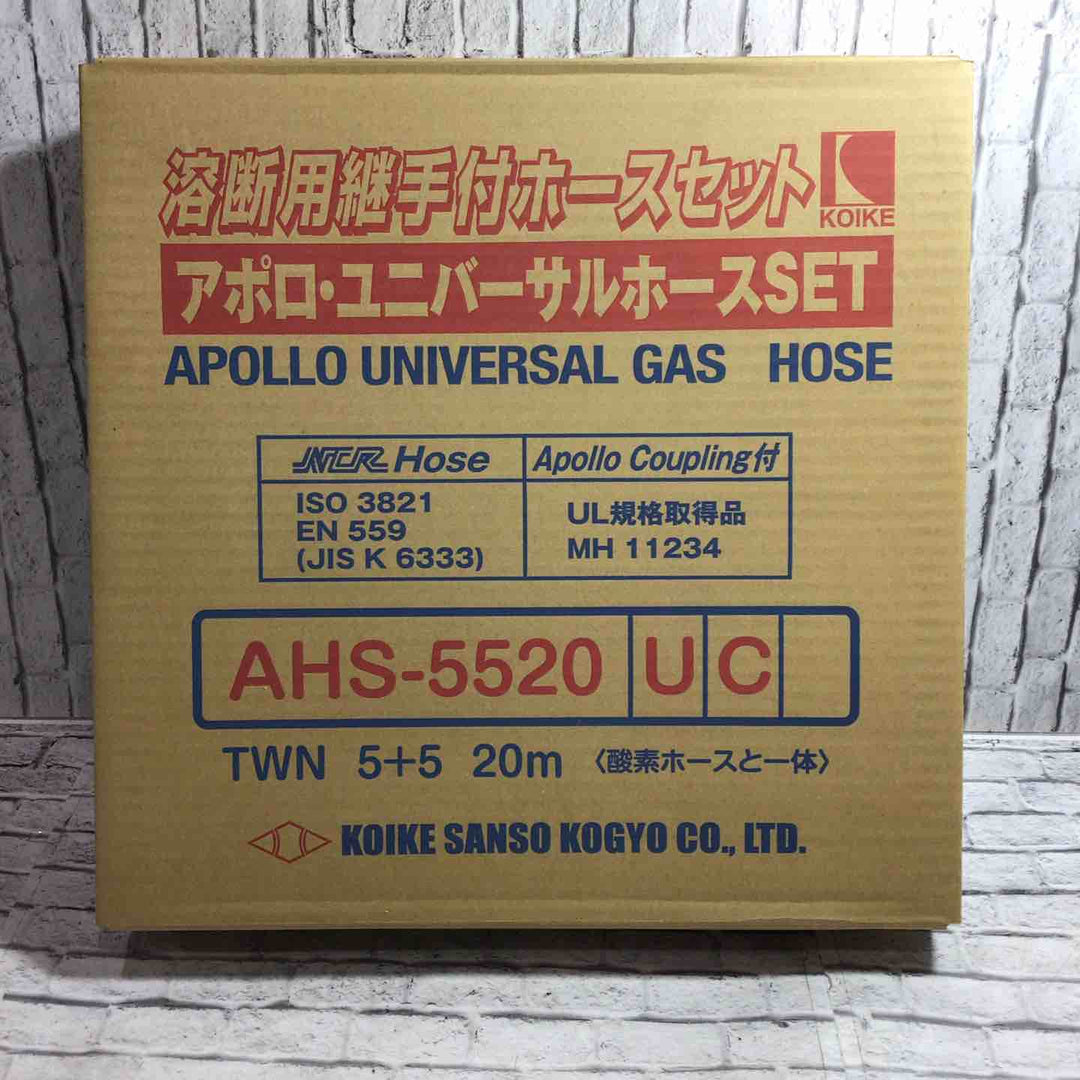 溶断用継手付ホースセット
KOIKE
アポロ・ユニバーサルホースSET
APOLLO UNIVERSAL GAS HOSE
NCR Hose
Apollo Coupling付
ISO 3821
EN 559
(JIS K 6333)
UL規格取得品
MH 11234
AHS-5520 U C
TWN 5+5 20m 〈酸素ホースと一体〉
KOIKE SANSO KOGYO CO., LTD.